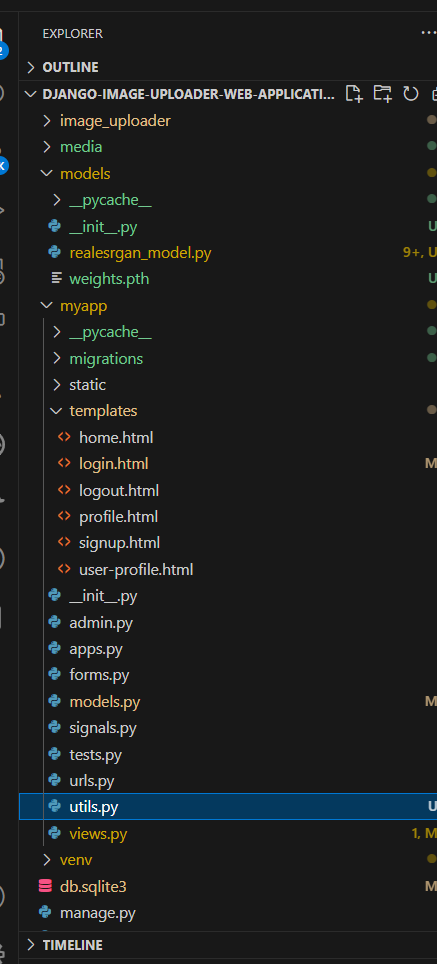 EXPLORER
OUTLINE
DJANGO-IMAGE-UPLOADER-WEB-APPLICATI...
image_uploader
media
models
__pycache__
__init__.py U
realesrgan_model.py 9+, U
weights.pth U
myapp
__pycache__
migrations
static
templates
home.html
login.html M
logout.html
profile.html
signup.html
user-profile.html
__init__.py
admin.py
apps.py
forms.py
models.py M
signals.py
tests.py
urls.py
utils.py U
views.py 1, M
venv
db.sqlite3 M
manage.py
TIMELINE